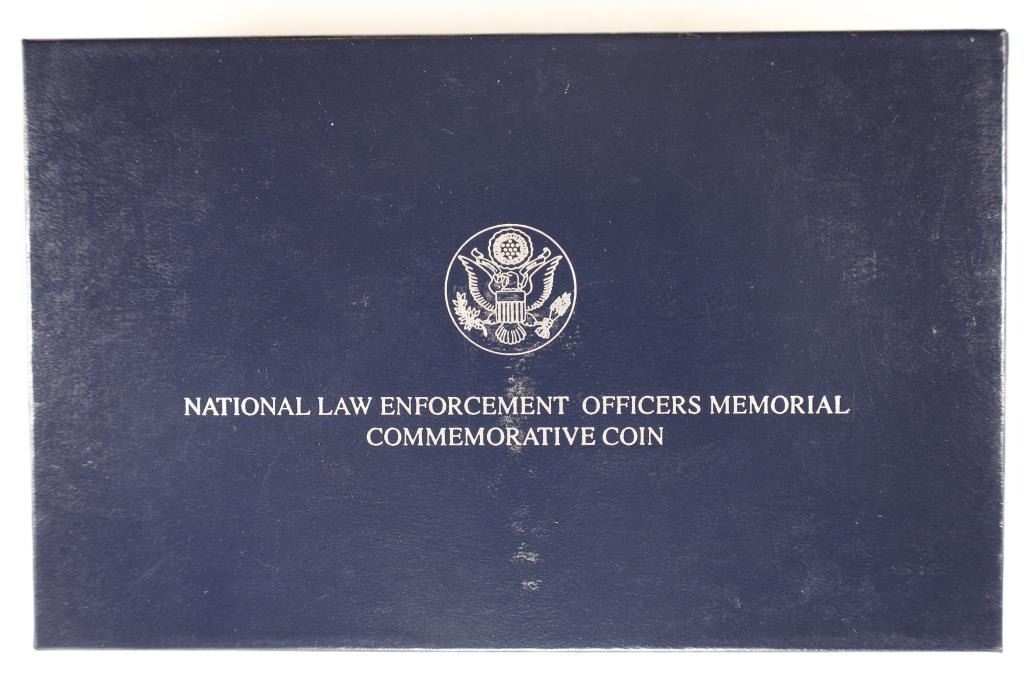 NATIONAL LAW ENFORCEMENT OFFICERS MEMORIAL
COMMEMORATIVE COIN